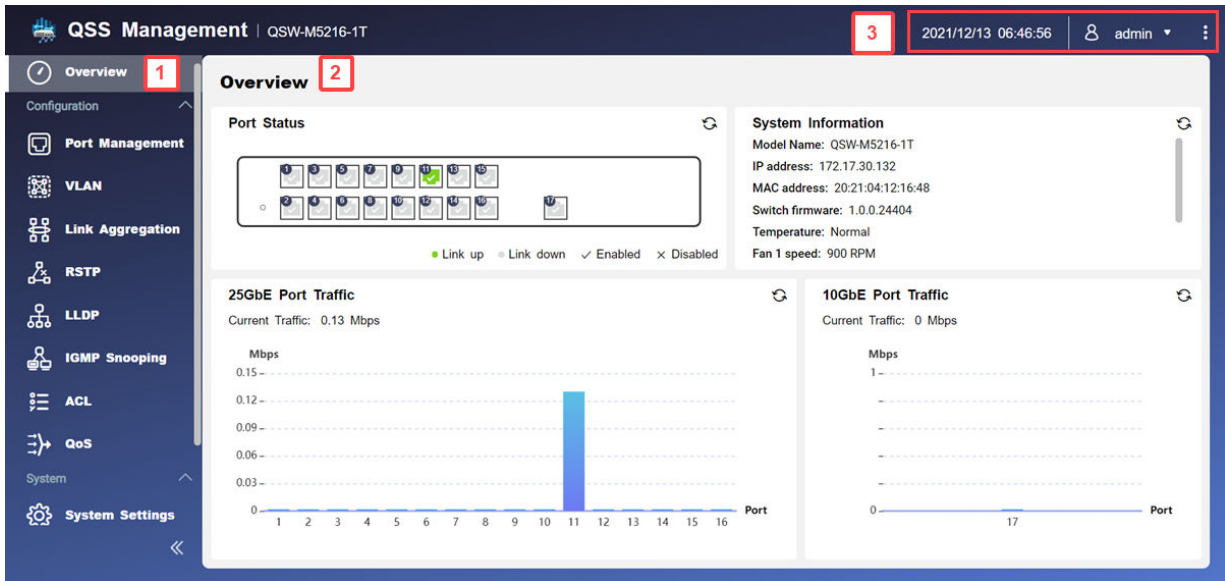 QSS Management | QSW-M5216-1T
3
2021/12/13 06:46:56
admin
Overview
1
Configuration
Port Management
VLAN
Link Aggregation
RSTP
LLDP
IGMP Snooping
ACL
QoS
System
System Settings
Overview
2
Port Status
1 3 5 7 9 11 13 15
2 4 6 8 10 12 14 16 17
Link up Link down Enabled Disabled
System Information
Model Name: QSW-M5216-1T
IP address: 172.17.30.132
MAC address: 20:21:04:12:16:48
Switch firmware: 1.0.0.24404
Temperature: Normal
Fan 1 speed: 900 RPM
25GbE Port Traffic
Current Traffic: 0.13 Mbps
Mbps
0.15
0.12
0.09
0.06
0.03
0
1 2 3 4 5 6 7 8 9 10 11 12 13 14 15 16
Port
10GbE Port Traffic
Current Traffic: 0 Mbps
Mbps
1
0
17
Port